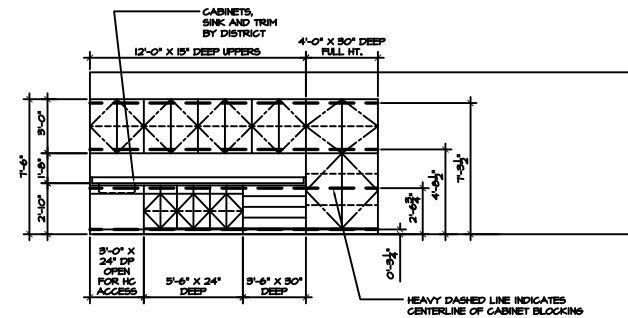 CABINETS,
SINK AND TRIM
BY DISTRICT
12'-0" X 15" DEEP UPPERS
4'-0" X 30" DEEP
FULL HT.
7'-6"
3'-0"
1'-8"
2'-10"
0'-3¼"
2'-6¾"
4'-8½"
7'-3½"
3'-0" X
24" DP
OPEN
FOR HC
ACCESS
5'-6" X 24"
DEEP
3'-6" X 30"
DEEP
HEAVY DASHED LINE INDICATES
CENTERLINE OF CABINET BLOCKING